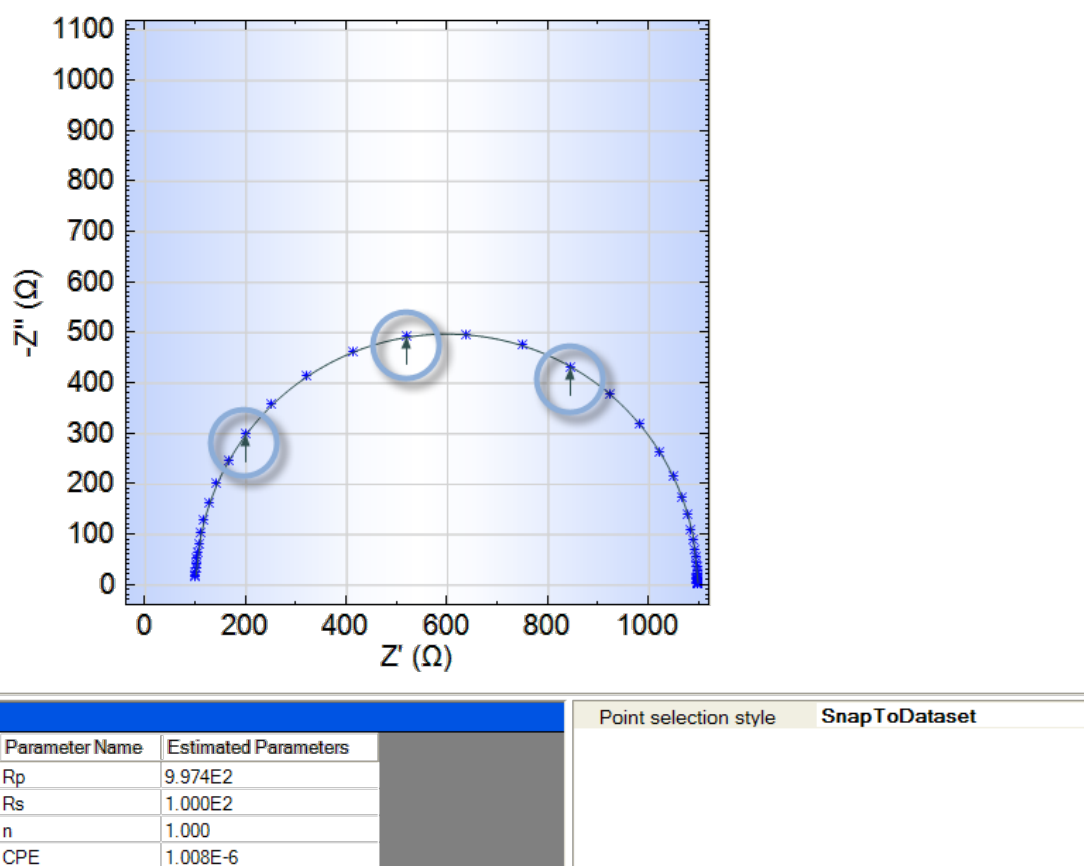 1100
1000
900
800
700
600
500
400
300
200
100
0
-Z" (Ω)
0 200 400 600 800 1000
Z' (Ω)
Point selection style SnapToDataset
Parameter Name Estimated Parameters
Rp 9.974E2
Rs 1.000E2
n 1.000
CPE 1.008E-6